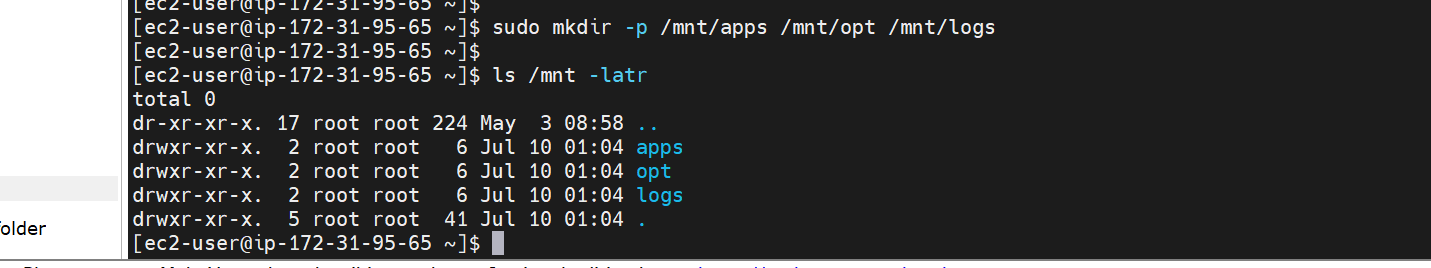 [ec2-user@ip-172-31-95-65 ~]$
[ec2-user@ip-172-31-95-65 ~]$ sudo mkdir -p /mnt/apps /mnt/opt /mnt/logs
[ec2-user@ip-172-31-95-65 ~]$
[ec2-user@ip-172-31-95-65 ~]$ ls /mnt -latr
total 0
dr-xr-xr-x. 17 root root 224 May  3 08:58 ..
drwxr-xr-x.  2 root root   6 Jul 10 01:04 apps
drwxr-xr-x.  2 root root   6 Jul 10 01:04 opt
drwxr-xr-x.  2 root root   6 Jul 10 01:04 logs
drwxr-xr-x.  5 root root  41 Jul 10 01:04 .
older
[ec2-user@ip-172-31-95-65 ~]$